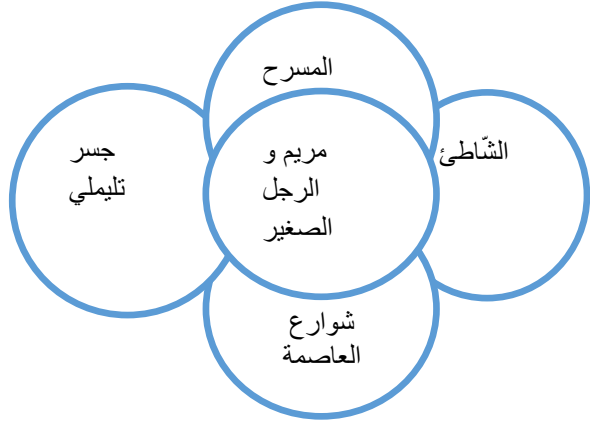 المسرح
الشّاطئ
مريم و
الرجل
الصغير
جسر
تليملي
شوارع
العاصمة